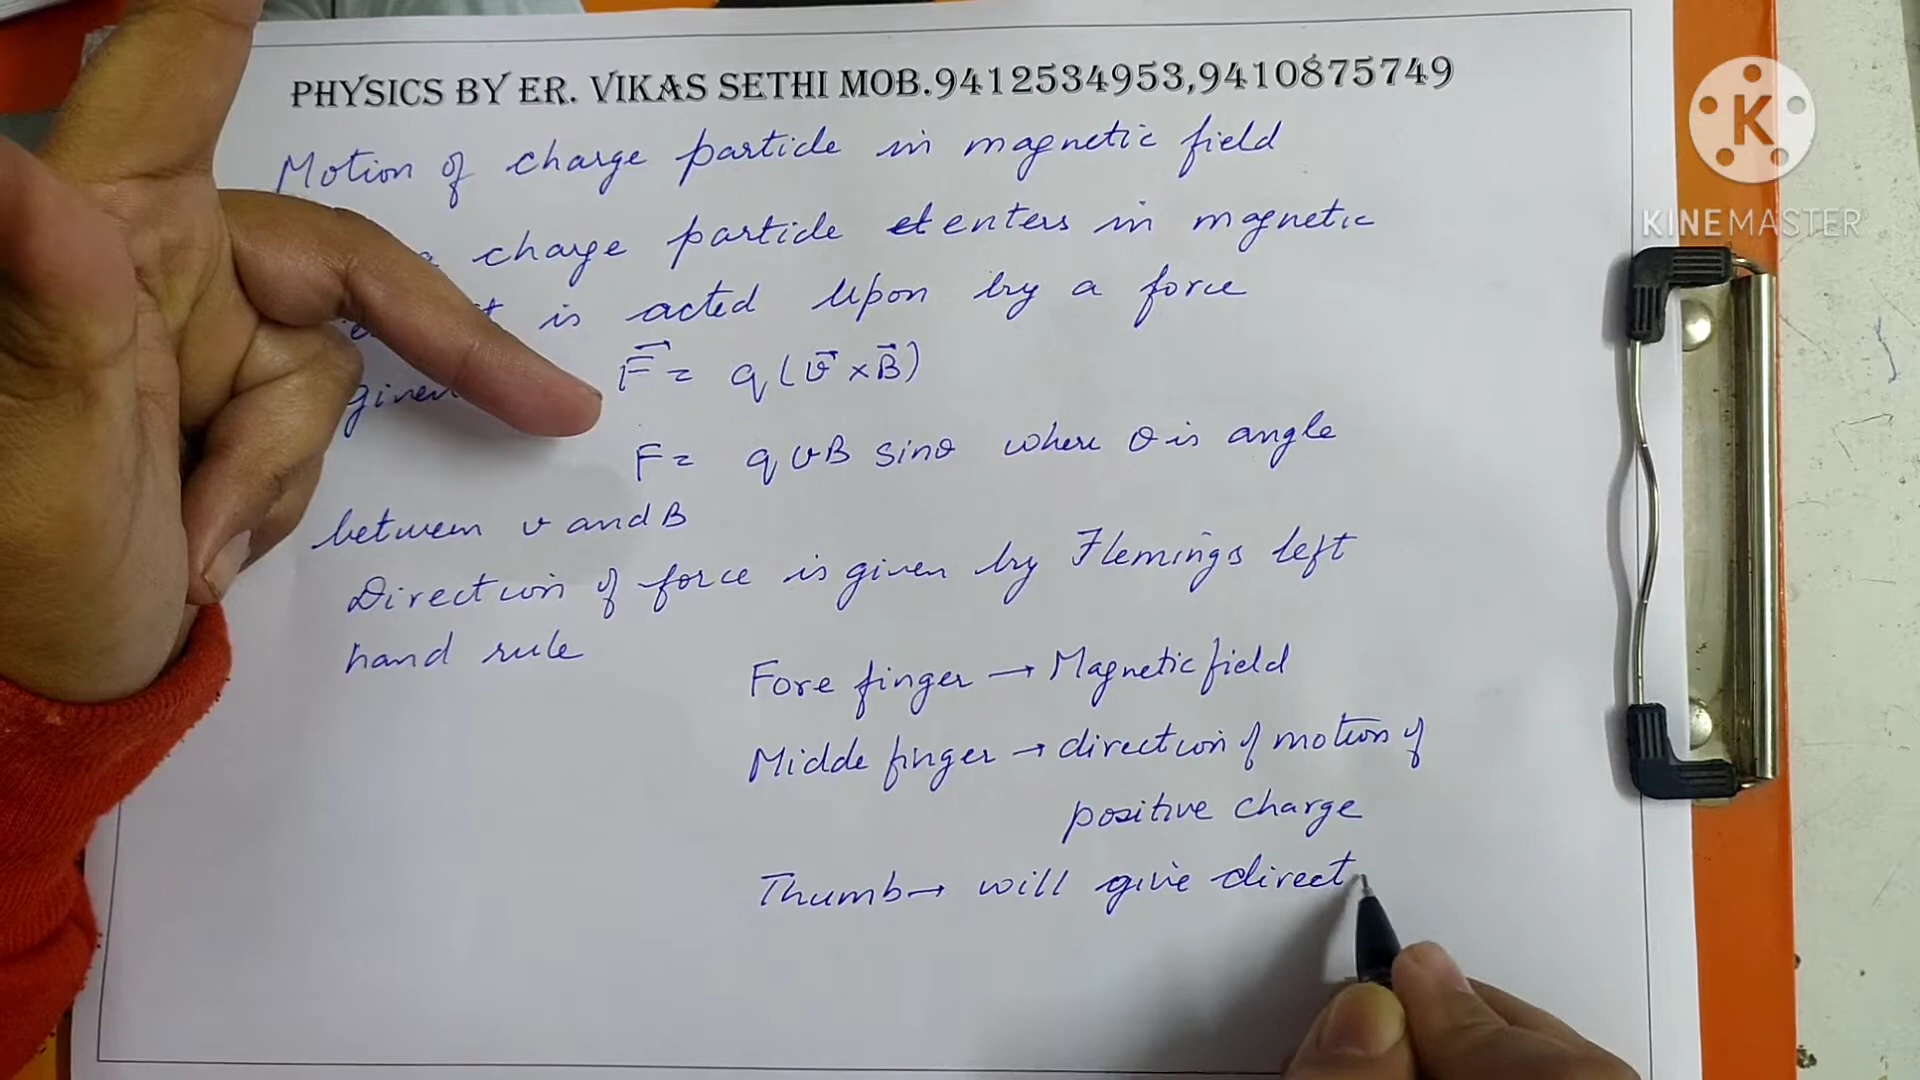 PHYSICS BY ER. VIKAS SETHI MOB.9412534953,9410875749
K
KINEMASTER
Motion of charge particle in magnetic field
a charge particle et enters in magnetic
is acted upon by a force
given F⃗ = q(v⃗ × B⃗)
F = qvB sinθ where θ is angle
between v and B
Direction of force is given by Flemings left
hand rule
Fore finger → Magnetic field
Midde finger → direction of motion of
positive charge
Thumb → will give direct